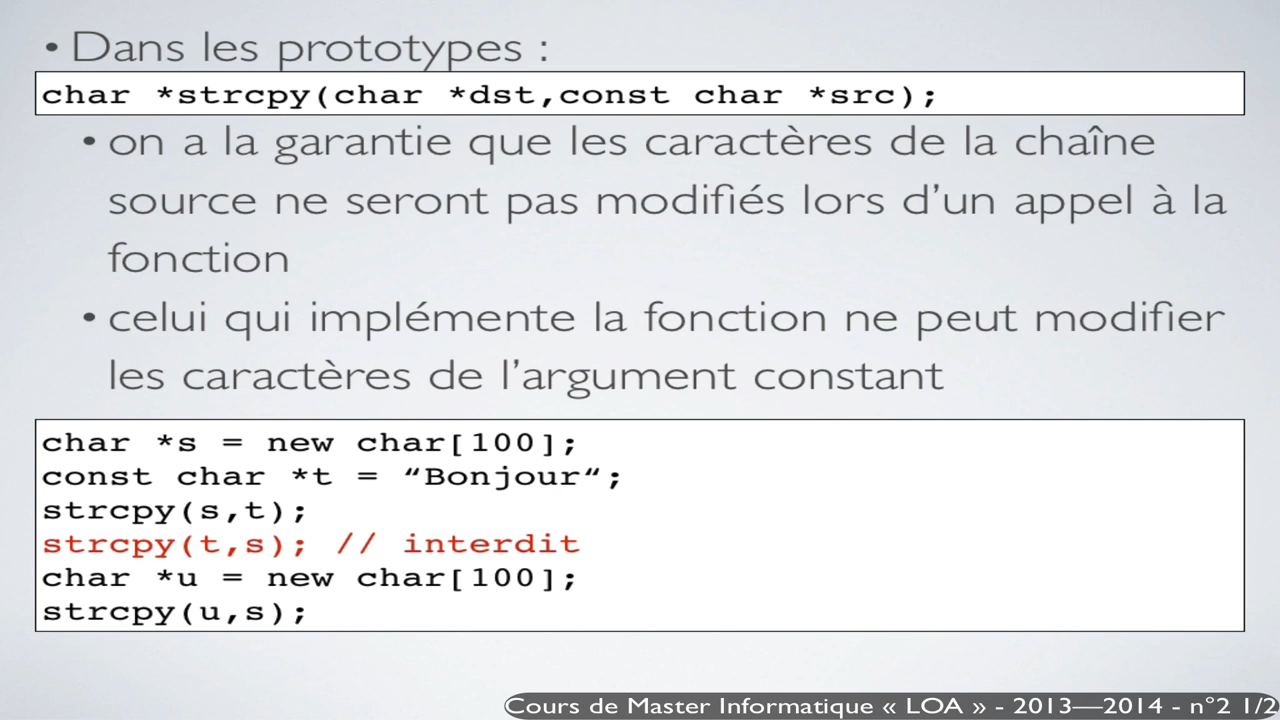 • Dans les prototypes :
char *strcpy(char *dst,const char *src);
• on a la garantie que les caractères de la chaîne
source ne seront pas modifiés lors d’un appel à la
fonction
• celui qui implémente la fonction ne peut modifier
les caractères de l’argument constant
char *s = new char[100];
const char *t = “Bonjour“;
strcpy(s,t);
strcpy(t,s); // interdit
char *u = new char[100];
strcpy(u,s);
Cours de Master Informatique « LOA » - 2013—2014 - n°2 1/2